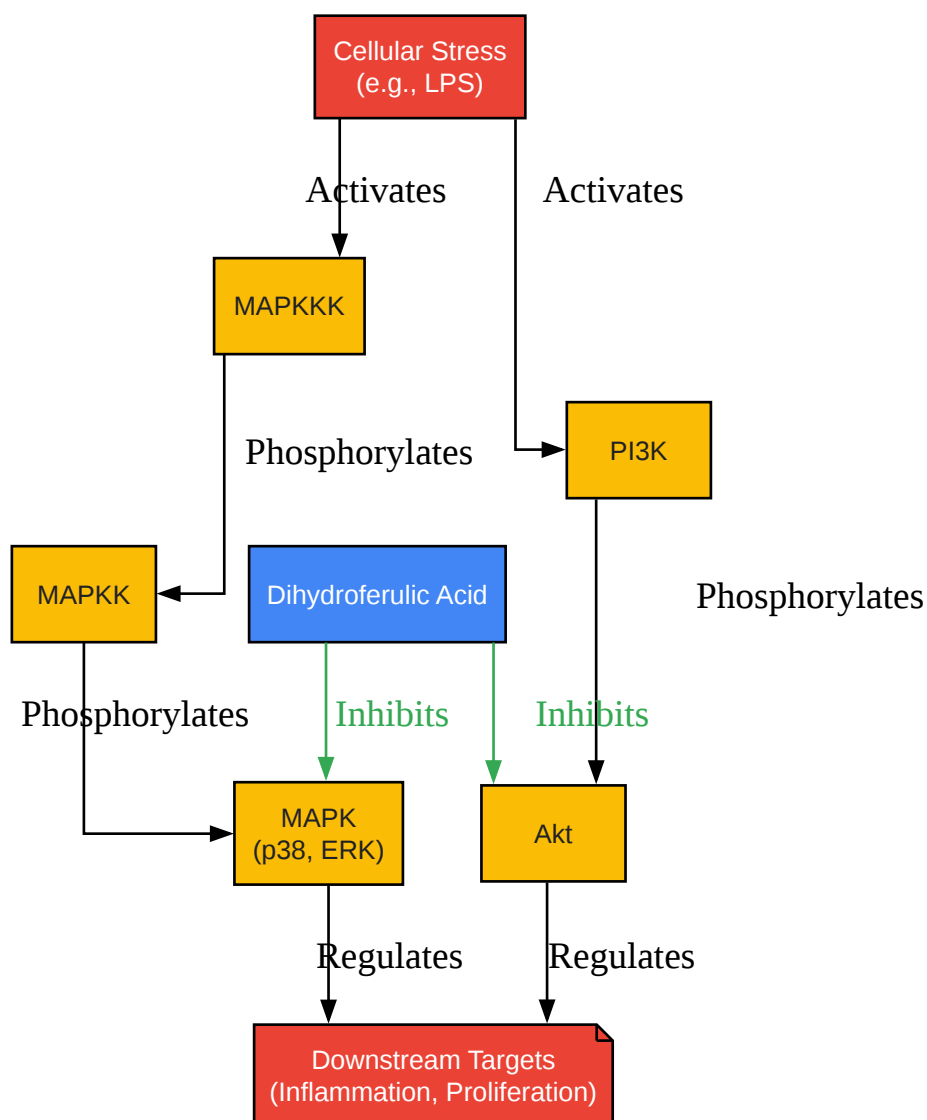 Cellular Stress
(e.g., LPS)
Activates
Activates
MAPKKK
PI3K
Phosphorylates
MAPKK
Dihydroferulic Acid
Phosphorylates
Phosphorylates
Inhibits
Inhibits
MAPK
(p38, ERK)
Akt
Regulates
Regulates
Downstream Targets
(Inflammation, Proliferation)